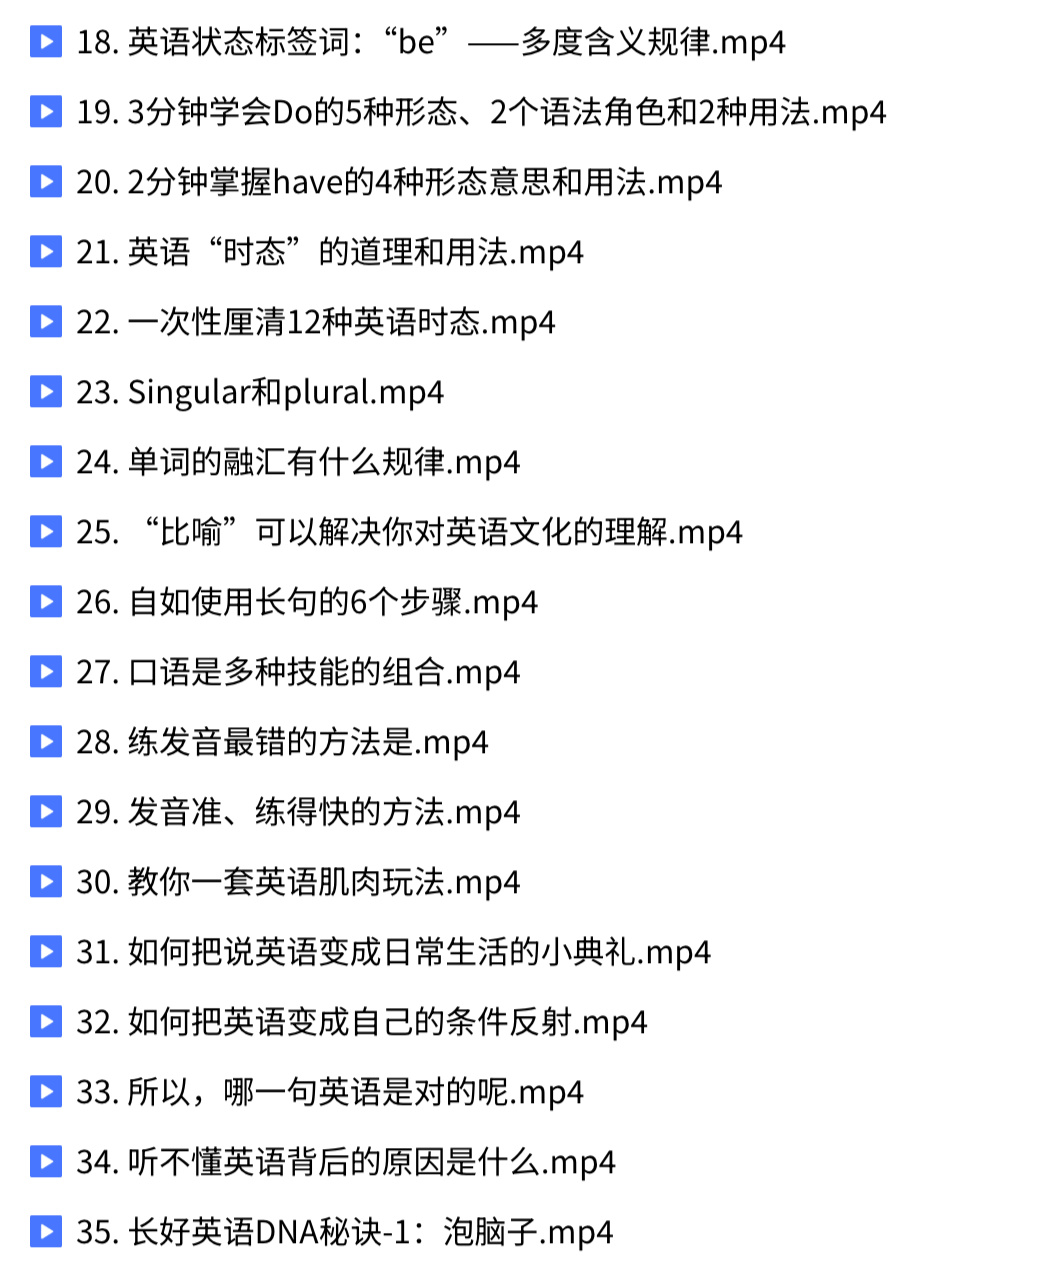 18. 英语状态标签词：“be”——多度含义规律.mp4
19. 3分钟学会Do的5种形态、2个语法角色和2种用法.mp4
20. 2分钟掌握have的4种形态意思和用法.mp4
21. 英语“时态”的道理和用法.mp4
22. 一次性厘清12种英语时态.mp4
23. Singular和plural.mp4
24. 单词的融汇有什么规律.mp4
25. “比喻”可以解决你对英语文化的理解.mp4
26. 自如使用长句的6个步骤.mp4
27. 口语是多种技能的组合.mp4
28. 练发音最错的方法是.mp4
29. 发音准、练得快的方法.mp4
30. 教你一套英语肌肉玩法.mp4
31. 如何把说英语变成日常生活的小典礼.mp4
32. 如何把英语变成自己的条件反射.mp4
33. 所以，哪一句英语是对的呢.mp4
34. 听不懂英语背后的原因是什么.mp4
35. 长好英语DNA秘诀-1：泡脑子.mp4